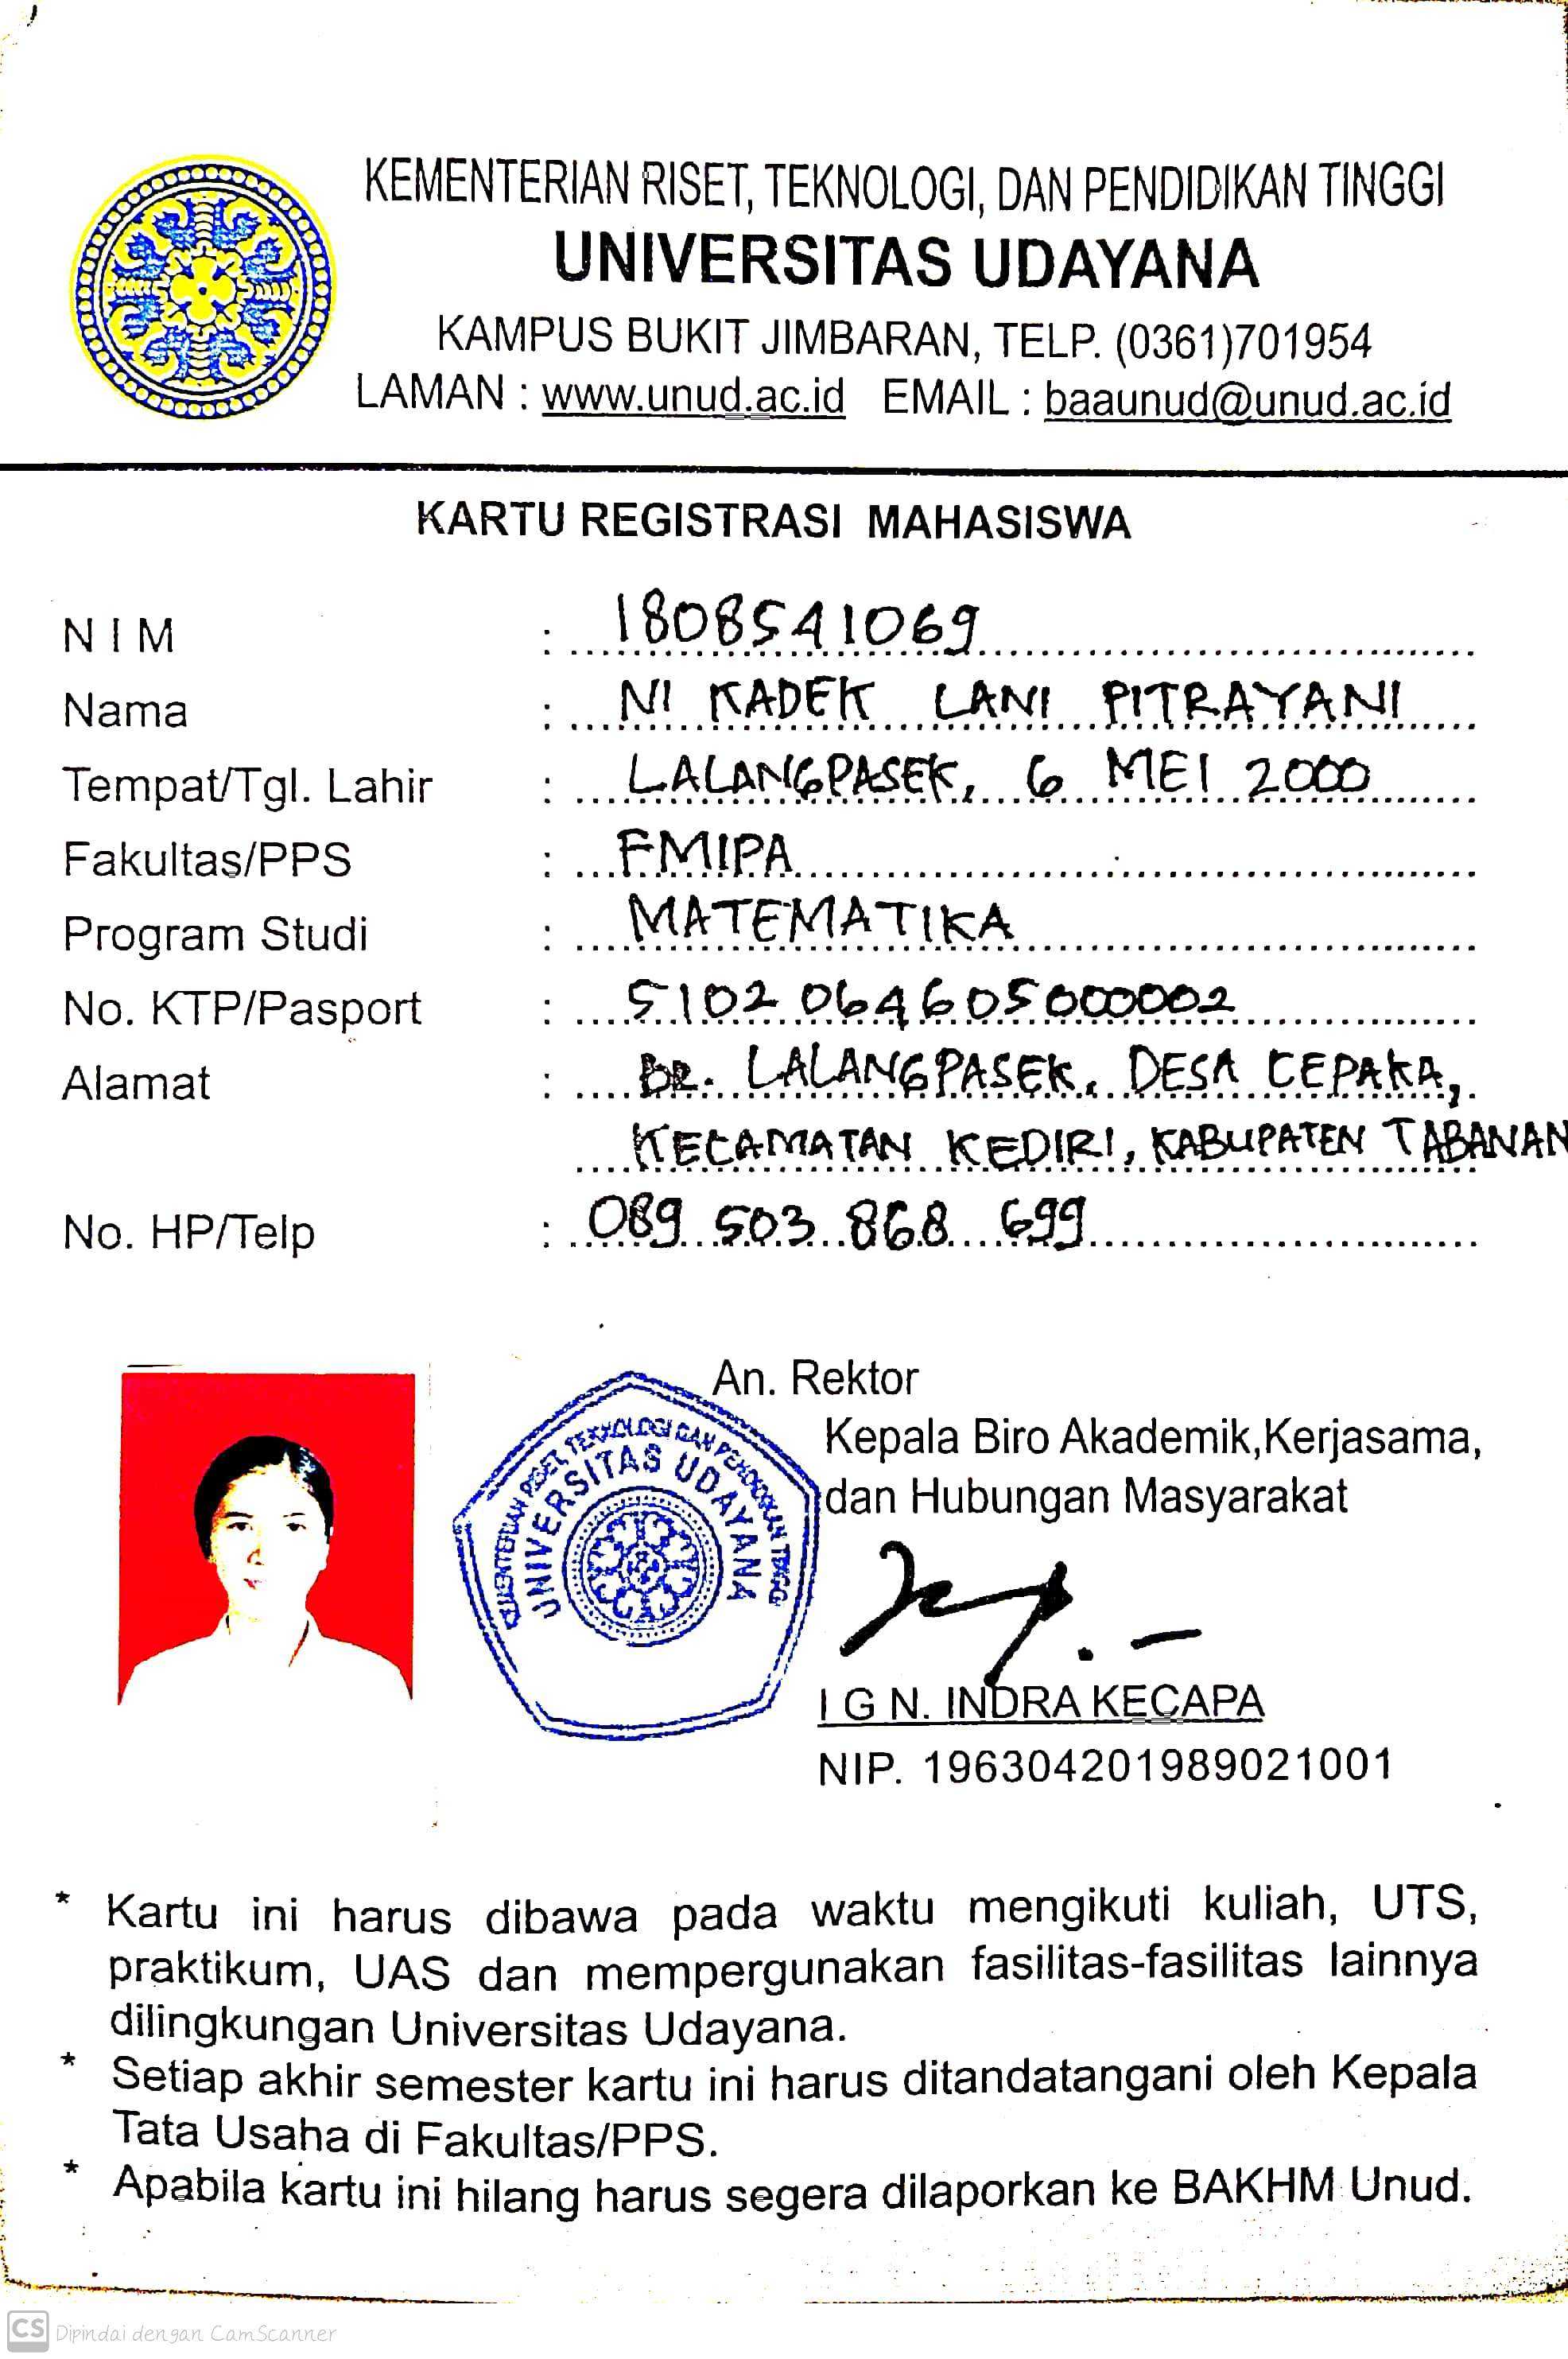 KEMENTERIAN RISET, TEKNOLOGI, DAN PENDIDIKAN TINGGI
UNIVERSITAS UDAYANA
KAMPUS BUKIT JIMBARAN, TELP. (0361)701954
LAMAN : www.unud.ac.id EMAIL : baaunud@unud.ac.id
KARTU REGISTRASI MAHASISWA
N I M : 1808541069
Nama : NI KADEK LANI PITRAYANI
Tempat/Tgl. Lahir : LALANGPASEK, 6 MEI 2000
Fakultas/PPS : FMIPA
Program Studi : MATEMATIKA
No. KTP/Pasport : 5102064605000002
Alamat : BR. LALANGPASEK, DESA CEPAKA,
KECAMATAN KEDIRI, KABUPATEN TABANAN
No. HP/Telp : 089 503 868 699
An. Rektor
Kepala Biro Akademik,Kerjasama,
dan Hubungan Masyarakat
KEMENTERIAN RISET, TEKNOLOGI DAN PENDIDIKAN TINGGI
UNIVERSITAS UDAYANA
I G N. INDRA KECAPA
NIP. 196304201989021001
* Kartu ini harus dibawa pada waktu mengikuti kuliah, UTS,
praktikum, UAS dan mempergunakan fasilitas-fasilitas lainnya
dilingkungan Universitas Udayana.
* Setiap akhir semester kartu ini harus ditandatangani oleh Kepala
Tata Usaha di Fakultas/PPS.
* Apabila kartu ini hilang harus segera dilaporkan ke BAKHM Unud.
CS Dipindai dengan CamScanner